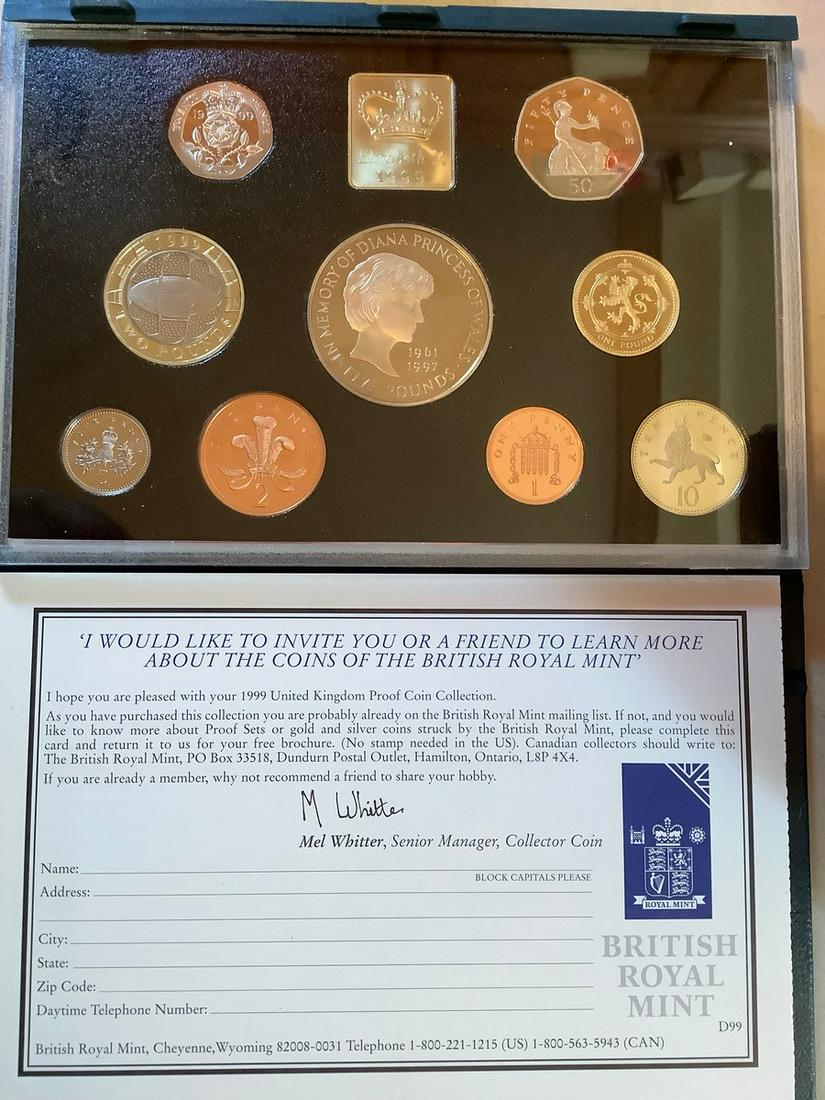 TWENTY PENCE
19 99
Elizabeth II
1999
FIFTY PENCE
50
1999
TWO POUNDS
IN MEMORY OF DIANA PRINCESS OF WALES
1961
1997
FIVE POUNDS
ONE POUND
FIVE PENCE
5
TWO PENCE
2
ONE PENNY
1
TEN PENCE
10
'I WOULD LIKE TO INVITE YOU OR A FRIEND TO LEARN MORE
ABOUT THE COINS OF THE BRITISH ROYAL MINT'
I hope you are pleased with your 1999 United Kingdom Proof Coin Collection.
As you have purchased this collection you are probably already on the British Royal Mint mailing list. If not, and you would
like to know more about Proof Sets or gold and silver coins struck by the British Royal Mint, please complete this
card and return it to us for your free brochure. (No stamp needed in the US). Canadian collectors should write to:
The British Royal Mint, PO Box 33518, Dundurn Postal Outlet, Hamilton, Ontario, L8P 4X4.
If you are already a member, why not recommend a friend to share your hobby.
M Whitter
Mel Whitter, Senior Manager, Collector Coin
Name:
BLOCK CAPITALS PLEASE
Address:
City:
State:
Zip Code:
Daytime Telephone Number:
ROYAL MINT
BRITISH
ROYAL
MINT
D99
British Royal Mint, Cheyenne,Wyoming 82008-0031 Telephone 1-800-221-1215 (US) 1-800-563-5943 (CAN)